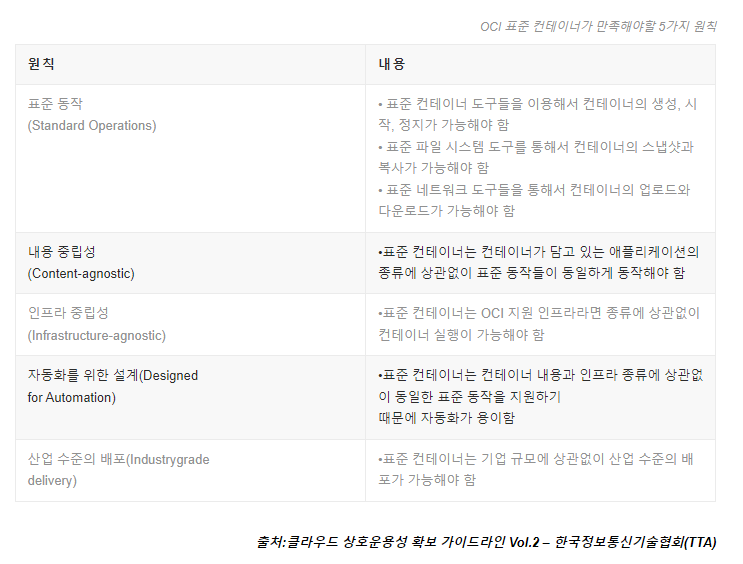 OCI 표준 컨테이너가 만족해야할 5가지 원칙
원칙
내용
표준 동작
(Standard Operations)
• 표준 컨테이너 도구들을 이용해서 컨테이너의 생성, 시
작, 정지가 가능해야 함
• 표준 파일 시스템 도구를 통해서 컨테이너의 스냅샷과
복사가 가능해야 함
• 표준 네트워크 도구들을 통해서 컨테이너의 업로드와
다운로드가 가능해야 함
내용 중립성
(Content-agnostic)
•표준 컨테이너는 컨테이너가 담고 있는 애플리케이션의
종류에 상관없이 표준 동작들이 동일하게 동작해야 함
인프라 중립성
(Infrastructure-agnostic)
•표준 컨테이너는 OCI 지원 인프라라면 종류에 상관없이
컨테이너 실행이 가능해야 함
자동화를 위한 설계(Designed
for Automation)
•표준 컨테이너는 컨테이너 내용과 인프라 종류에 상관없
이 동일한 표준 동작을 지원하기
때문에 자동화가 용이함
산업 수준의 배포(Industrygrade
delivery)
•표준 컨테이너는 기업 규모에 상관없이 산업 수준의 배
포가 가능해야 함
출처:클라우드 상호운용성 확보 가이드라인 Vol.2 – 한국정보통신기술협회(TTA)